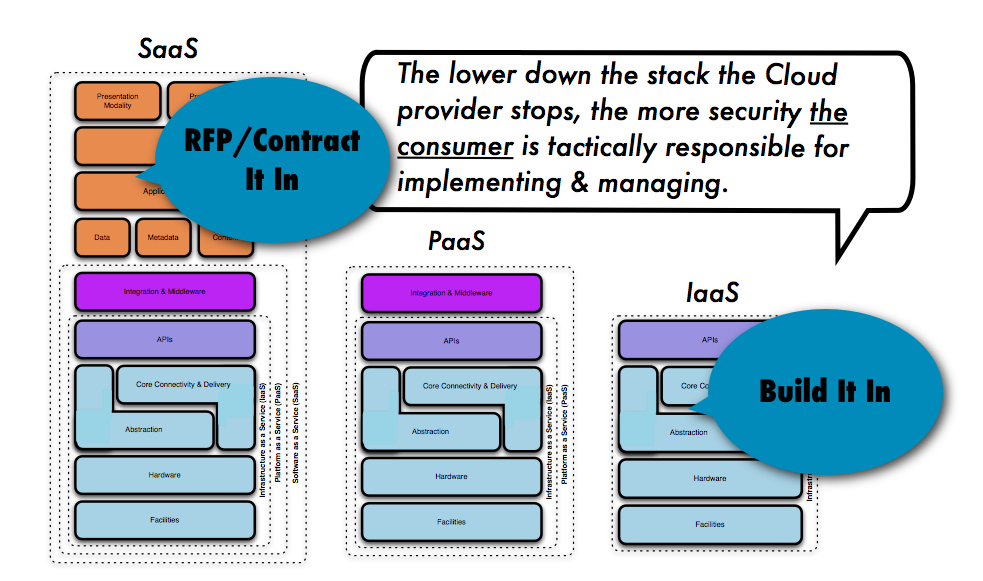 SaaS
The lower down the stack the Cloud
provider stops, the more security the
consumer is tactically responsible for
implementing & managing.
Presentation
Modality
RFP/Contract
It In
Data
Metadata
Integration & Middleware
APIs
Core Connectivity & Delivery
Abstraction
Hardware
Facilities
Infrastructure as a Service (IaaS)
Platform as a Service (PaaS)
Software as a Service (SaaS)
PaaS
Integration & Middleware
APIs
Core Connectivity & Delivery
Abstraction
Hardware
Facilities
Infrastructure as a Service (IaaS)
Platform as a Service (PaaS)
IaaS
APIs
Build It In
Abstraction
Hardware
Facilities